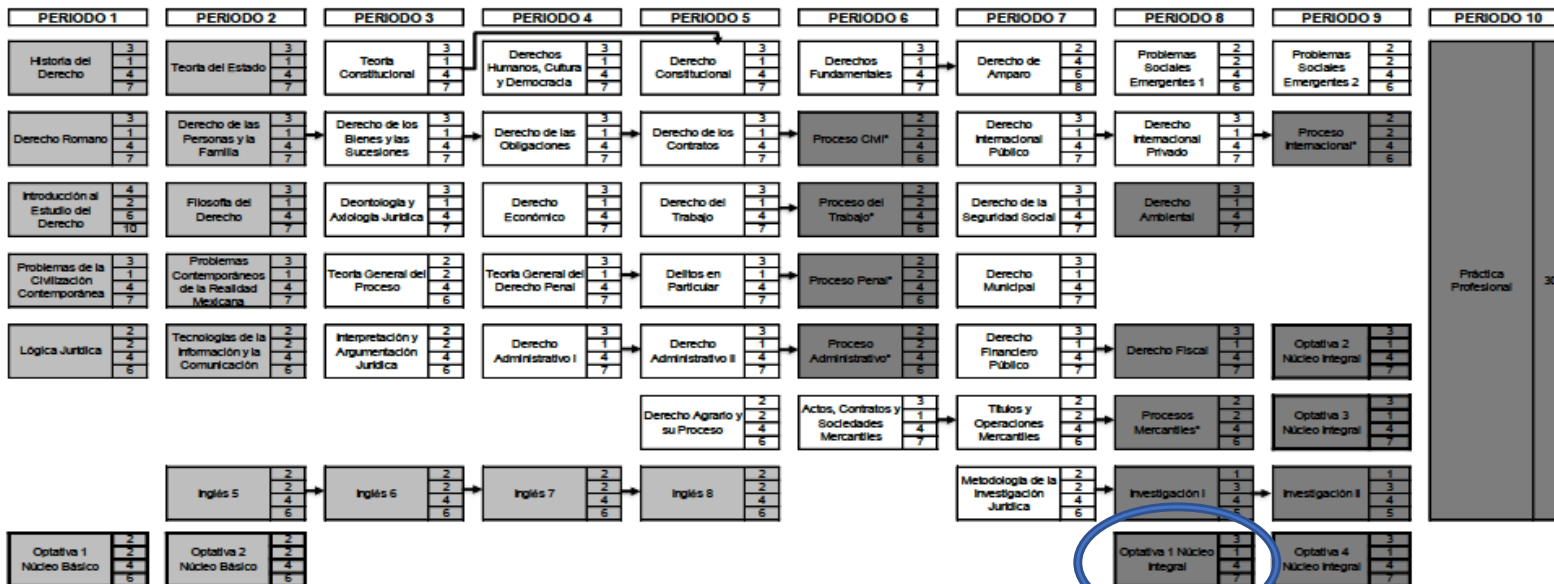 PERIODO 1
PERIODO 2
PERIODO 3
PERIODO 4
PERIODO 5
PERIODO 6
PERIODO 7
PERIODO 8
PERIODO 9
PERIODO 10
Historia del
Derecho
3
1
4
7
Teoría del Estado
3
1
4
7
Teoría
Constitucional
3
1
4
7
Derechos
Humanos, Cultura
y Democracia
3
1
4
7
Derecho
Constitucional
3
1
4
7
Derechos
Fundamentales
3
1
4
7
Derecho de
Amparo
2
4
6
8
Problemas
Sociales
Emergentes 1
2
2
4
6
Problemas
Sociales
Emergentes 2
2
2
4
6
Práctica
Profesional
30
Derecho Romano
3
1
4
7
Derecho de las
Personas y la
Familia
3
1
4
7
Derecho de los
Bienes y las
Sucesiones
3
1
4
7
Derecho de las
Obligaciones
3
1
4
7
Derecho de los
Contratos
3
1
4
7
Proceso Civil*
2
2
4
6
Derecho
Internacional
Público
3
1
4
7
Derecho
Internacional
Privado
3
1
4
7
Proceso
Internacional*
2
2
4
6
Introducción al
Estudio del
Derecho
4
2
6
10
Filosofía del
Derecho
3
1
4
7
Deontología y
Axiología Jurídica
3
1
4
7
Derecho
Económico
3
1
4
7
Derecho del
Trabajo
3
1
4
7
Proceso del
Trabajo*
2
2
4
6
Derecho de la
Seguridad Social
3
1
4
7
Derecho
Ambiental
3
1
4
7
Problemas de la
Civilización
Contemporánea
3
1
4
7
Problemas
Contemporáneos
de la Realidad
Mexicana
3
1
4
7
Teoría General del
Proceso
2
2
4
6
Teoría General del
Derecho Penal
3
1
4
7
Delitos en
Particular
3
1
4
7
Proceso Penal*
2
2
4
6
Derecho
Municipal
3
1
4
7
Lógica Jurídica
2
2
4
6
Tecnologías de la
Información y la
Comunicación
2
2
4
6
Interpretación y
Argumentación
Jurídica
2
2
4
6
Derecho
Administrativo I
3
1
4
7
Derecho
Administrativo II
3
1
4
7
Proceso
Administrativo*
2
2
4
6
Derecho
Financiero
Público
3
1
4
7
Derecho Fiscal
3
1
4
7
Optativa 2
Núcleo Integral
3
1
4
7
Derecho Agrario y
su Proceso
2
2
4
6
Actos, Contratos y
Sociedades
Mercantiles
3
1
4
7
Títulos y
Operaciones
Mercantiles
2
2
4
6
Procesos
Mercantiles*
2
2
4
6
Optativa 3
Núcleo Integral
3
1
4
7
Inglés 5
2
2
4
6
Inglés 6
2
2
4
6
Inglés 7
2
2
4
6
Inglés 8
2
2
4
6
Metodología de la
Investigación
Jurídica
2
2
4
6
Investigación I
1
3
4
5
Investigación II
1
3
4
5
Optativa 1
Núcleo Básico
2
2
4
6
Optativa 2
Núcleo Básico
2
2
4
6
Optativa 1 Núcleo
Integral
3
1
4
7
Optativa 4
Núcleo Integral
3
1
4
7